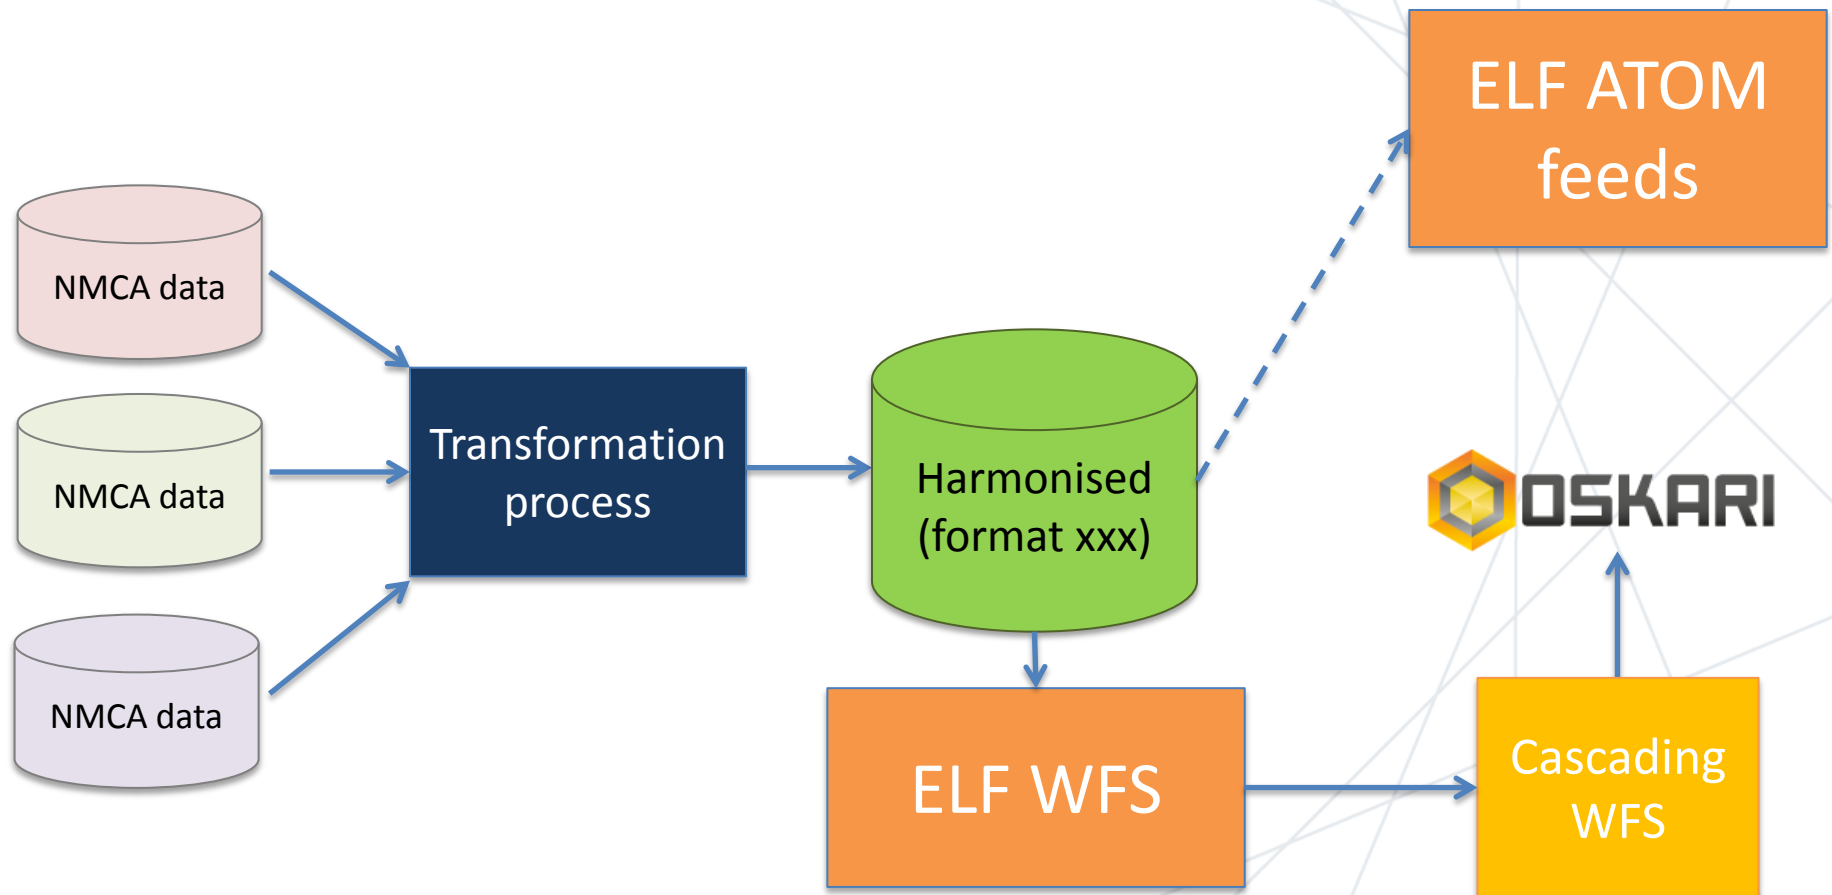 ELF ATOM
feeds
NMCA data
NMCA data
NMCA data
Transformation
process
Harmonised
(format xxx)
OSKARI
ELF WFS
Cascading
WFS